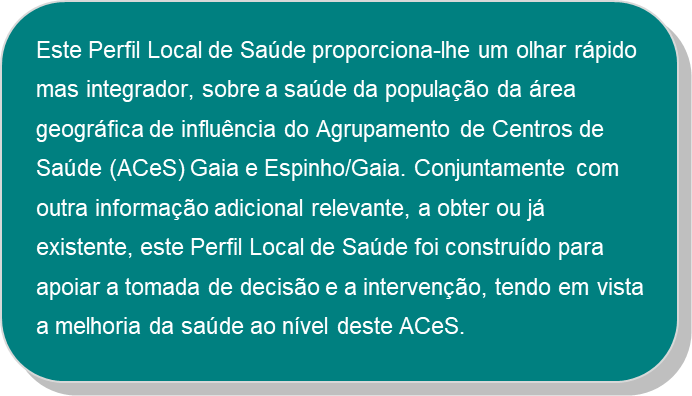 Este Perfil Local de Saúde proporciona-lhe um olhar rápido
mas integrador, sobre a saúde da população da área
geográfica de influência do Agrupamento de Centros de
Saúde (ACeS) Gaia e Espinho/Gaia. Conjuntamente com
outra informação adicional relevante, a obter ou já
existente, este Perfil Local de Saúde foi construído para
apoiar a tomada de decisão e a intervenção, tendo em vista
a melhoria da saúde ao nível deste ACeS.